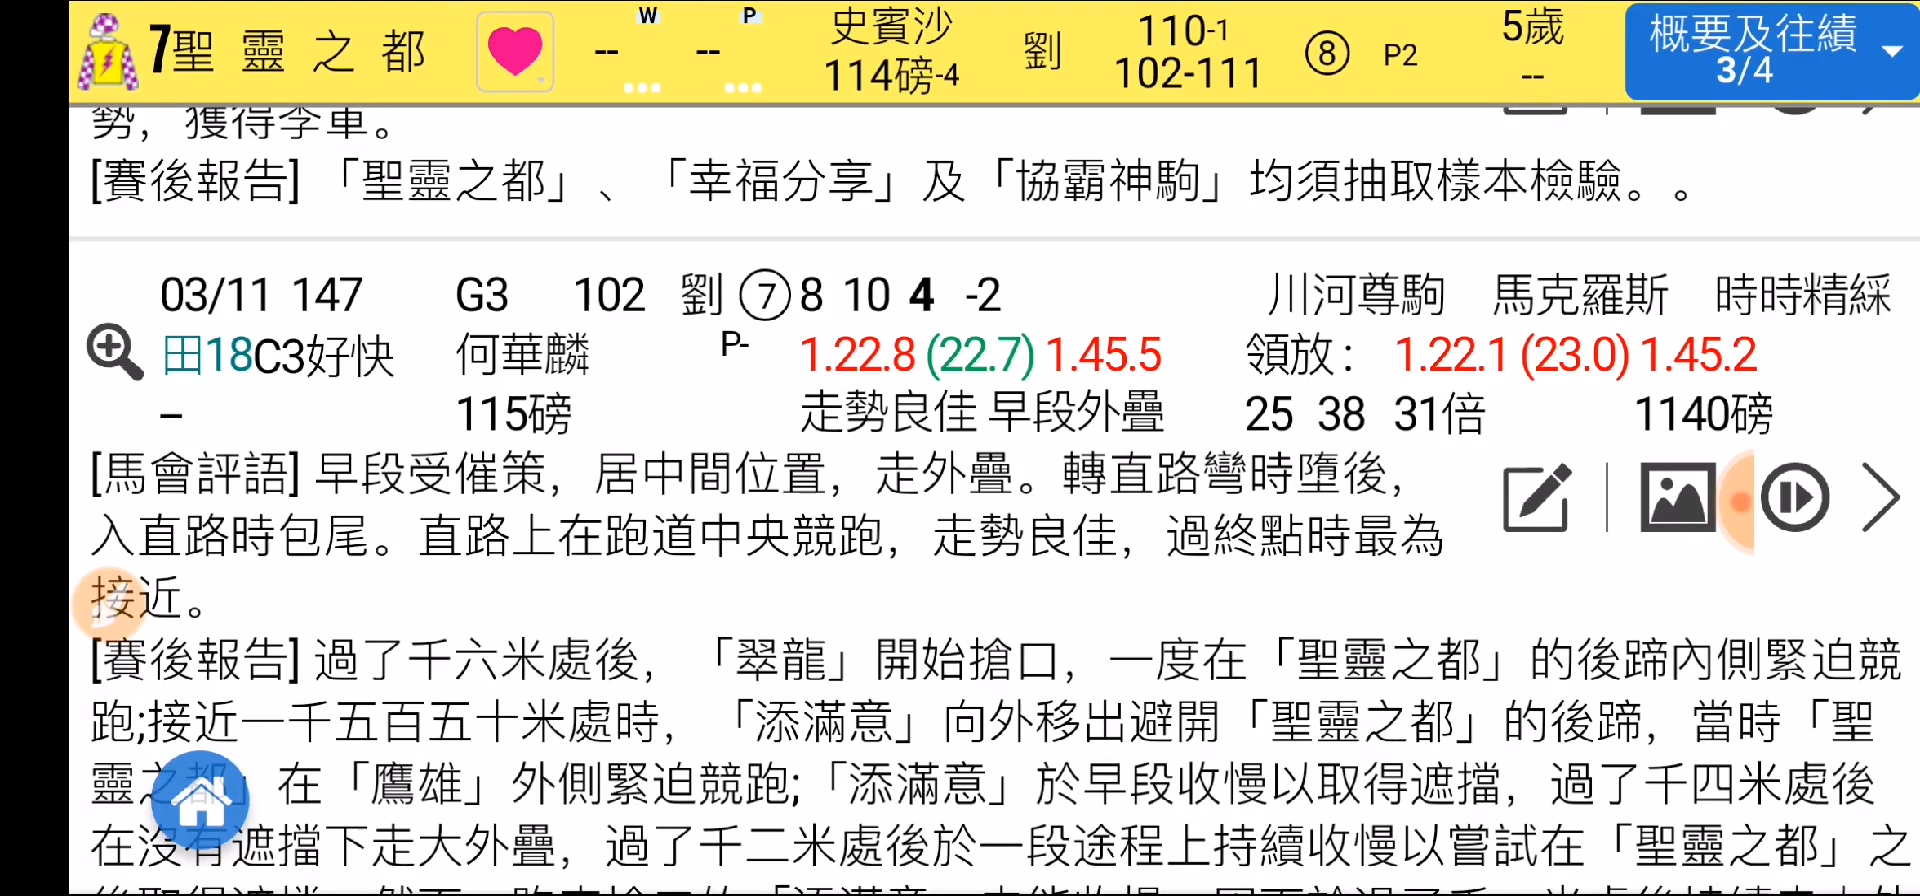 7聖靈之都 -- W -- P 史賓沙 劉 110-1 ⑧ P2 5歲 概要及往績
114磅-4 102-111 -- 3/4
勢，獲得季軍。
[賽後報告] 「聖靈之都」、「幸福分享」及「協霸神駒」均須抽取樣本檢驗。。
03/11 147 G3 102 劉 ⑦ 8 10 4 -2 川河尊駒 馬克羅斯 時時精綵
田18C3好快 何華麟 P- 1.22.8 (22.7) 1.45.5 領放： 1.22.1 (23.0) 1.45.2
– 115磅 走勢良佳 早段外疊 25 38 31倍 1140磅
[馬會評語] 早段受催策，居中間位置，走外疊。轉直路彎時墮後，
入直路時包尾。直路上在跑道中央競跑，走勢良佳，過終點時最為
接近。
[賽後報告] 過了千六米處後，「翠龍」開始搶口，一度在「聖靈之都」的後蹄內側緊迫競
跑;接近一千五百五十米處時，「添滿意」向外移出避開「聖靈之都」的後蹄，當時「聖
靈之都」在「鷹雄」外側緊迫競跑;「添滿意」於早段收慢以取得遮擋，過了千四米處後
在沒有遮擋下走大外疊，過了千二米處後於一段途程上持續收慢以嘗試在「聖靈之都」之